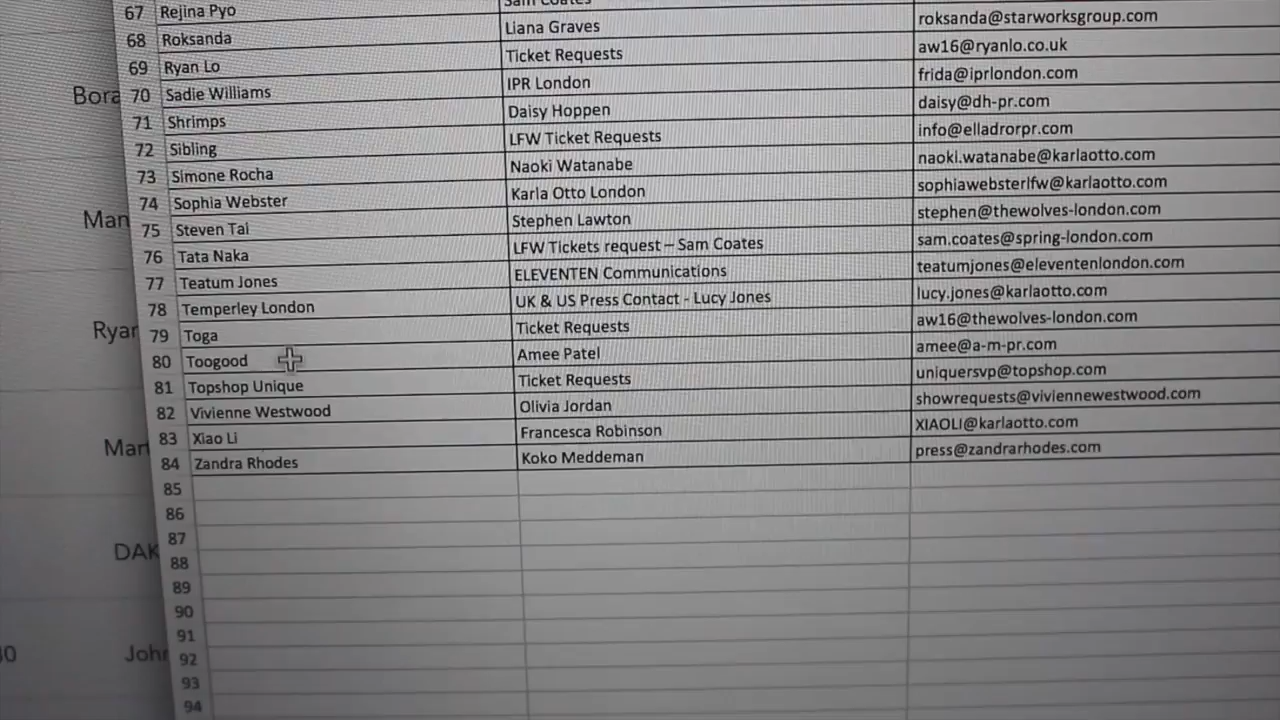 67 Rejina Pyo Sam Coates
68 Roksanda Liana Graves roksanda@starworksgroup.com
69 Ryan Lo Ticket Requests aw16@ryanlo.co.uk
70 Sadie Williams IPR London frida@iprlondon.com
71 Shrimps Daisy Hoppen daisy@dh-pr.com
72 Sibling LFW Ticket Requests info@elladrorpr.com
73 Simone Rocha Naoki Watanabe naoki.watanabe@karlaotto.com
74 Sophia Webster Karla Otto London sophiawebsterlfw@karlaotto.com
75 Steven Tai Stephen Lawton stephen@thewolves-london.com
76 Tata Naka LFW Tickets request – Sam Coates sam.coates@spring-london.com
77 Teatum Jones ELEVENTEN Communications teatumjones@eleventenlondon.com
78 Temperley London UK & US Press Contact - Lucy Jones lucy.jones@karlaotto.com
79 Toga Ticket Requests aw16@thewolves-london.com
80 Toogood Amee Patel amee@a-m-pr.com
81 Topshop Unique Ticket Requests uniquersvp@topshop.com
82 Vivienne Westwood Olivia Jordan showrequests@viviennewestwood.com
83 Xiao Li Francesca Robinson XIAOLI@karlaotto.com
84 Zandra Rhodes Koko Meddeman press@zandrarhodes.com
85
86
87
88
89
90
91
92
93
94
Bora
Man
Ryan
DAK